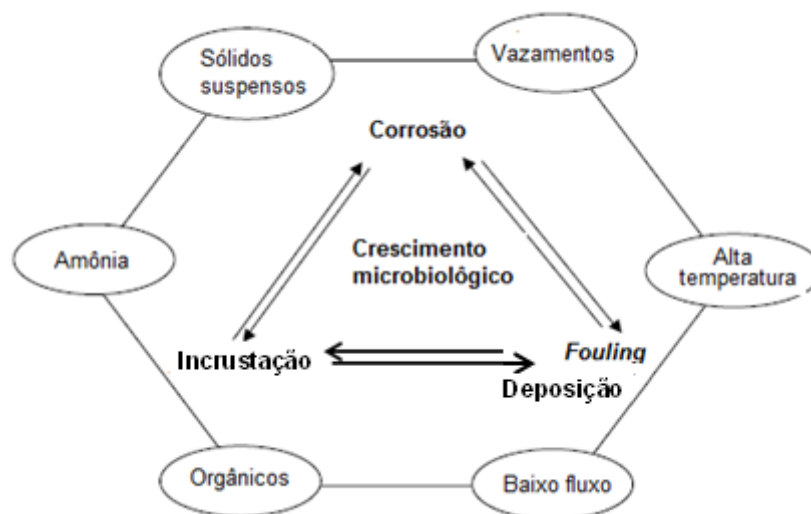 Sólidos
suspensos
Vazamentos
Corrosão
Amônia
Crescimento
microbiológico
Alta
temperatura
Incrustação
Fouling
Deposição
Orgânicos
Baixo fluxo